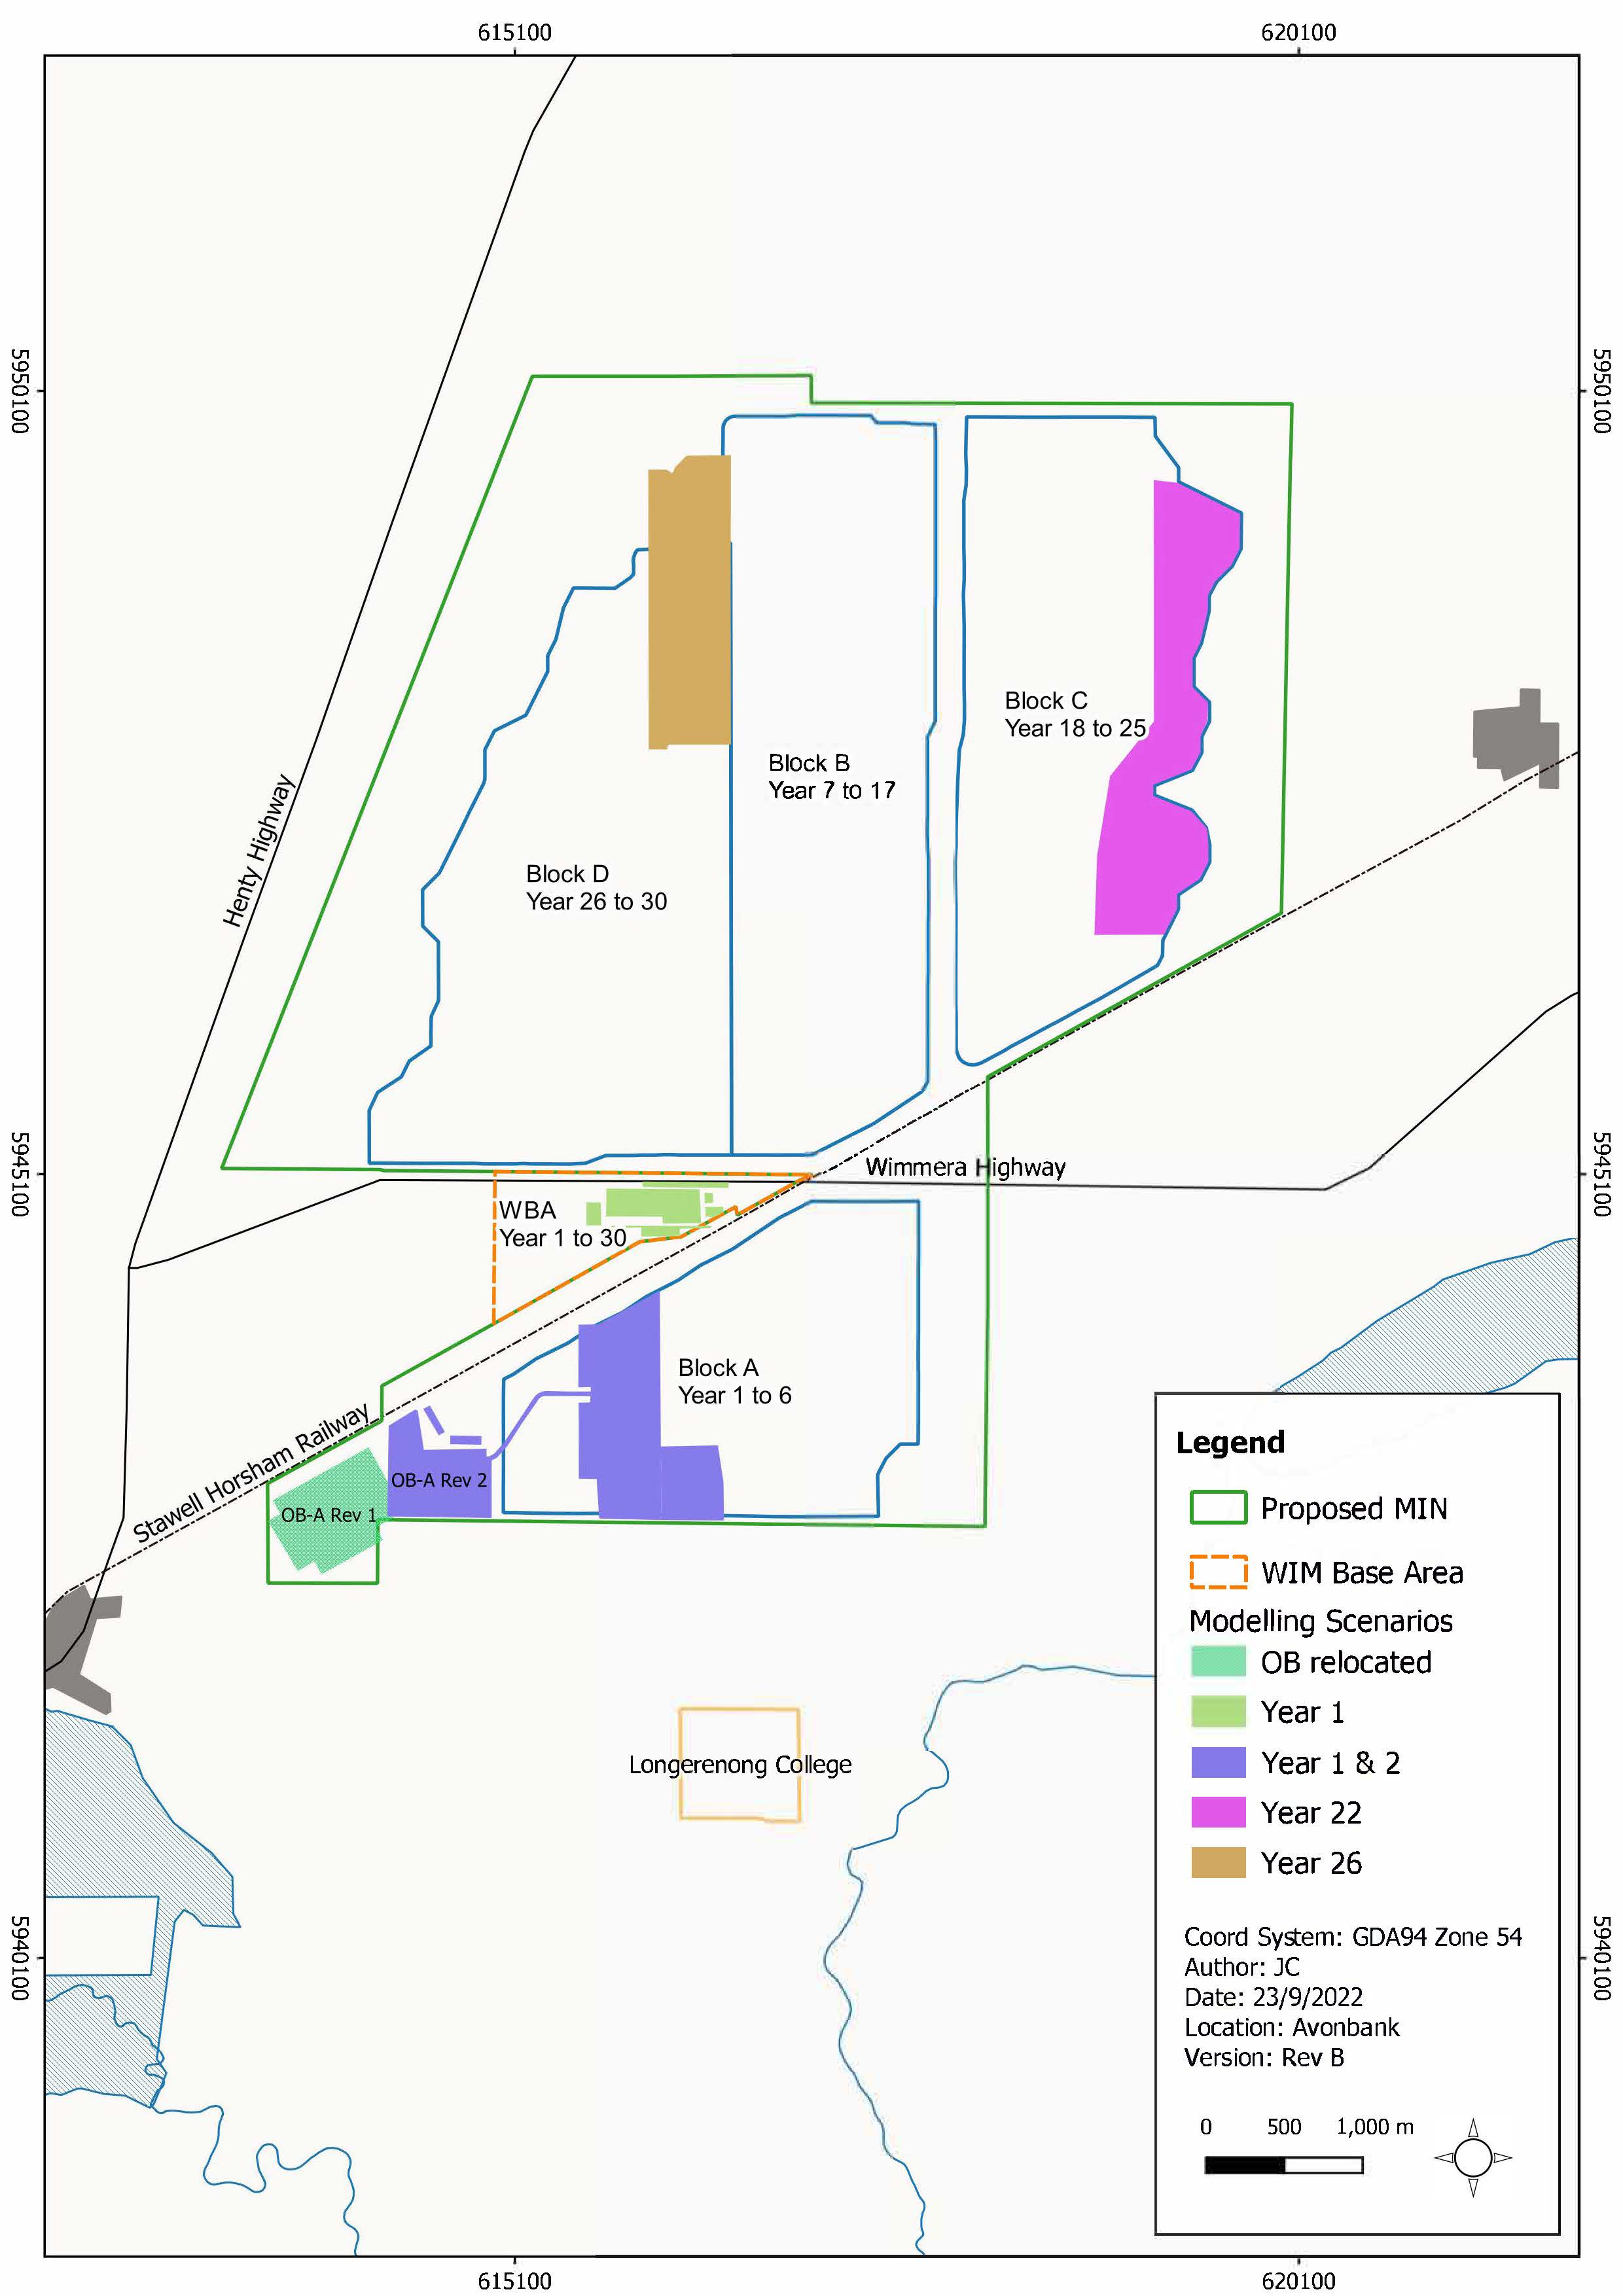 615100
620100
5950100
5950100
Block C
Year 18 to 25
Block B
Year 7 to 17
Henty Highway
Block D
Year 26 to 30
5945100
5945100
Wimmera Highway
WBA
Year 1 to 30
Block A
Year 1 to 6
Stawell Horsham Railway
OB-A Rev 2
OB-A Rev 1
Longerenong College
Legend
Proposed MIN
WIM Base Area
Modelling Scenarios
OB relocated
Year 1
Year 1 & 2
Year 22
Year 26
5940100
5940100
Coord System: GDA94 Zone 54
Author: JC
Date: 23/9/2022
Location: Avonbank
Version: Rev B
0 500 1,000 m
615100
620100